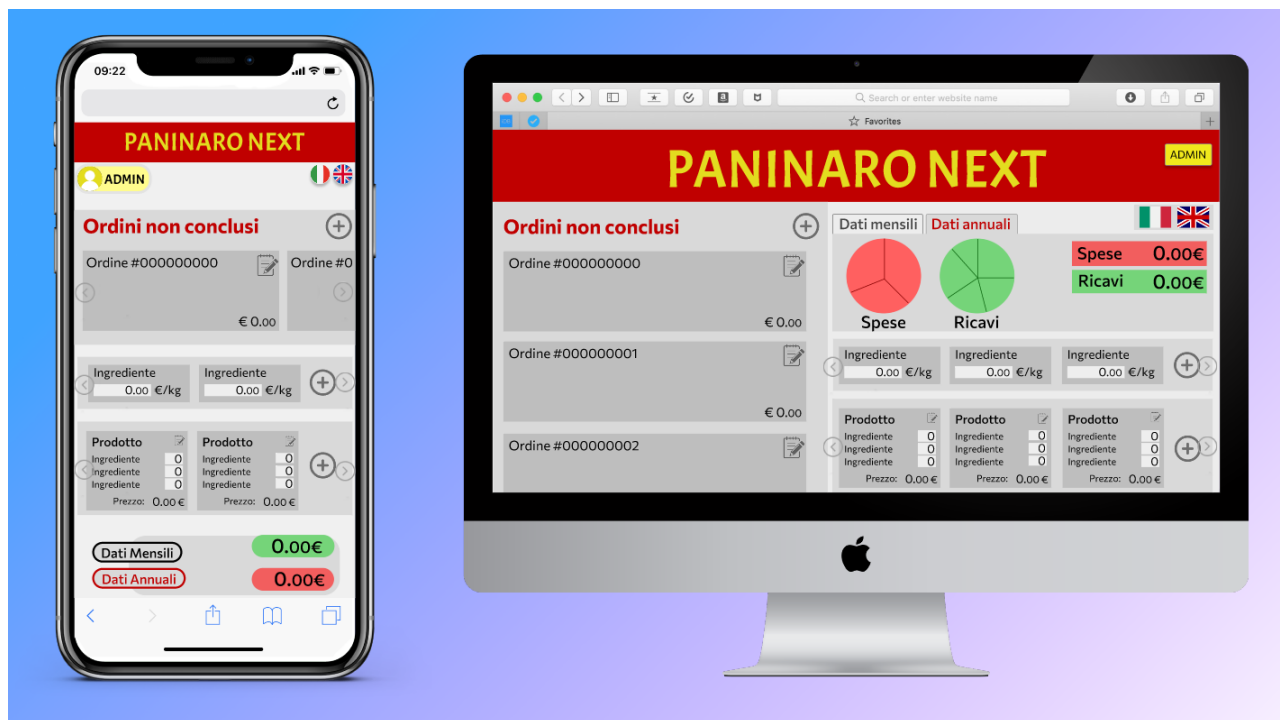 09:22
PANINARO NEXT
ADMIN
Ordini non conclusi
Ordine #000000000
Ordine #0
€ 0.00
Ingrediente
0.00 €/kg
Ingrediente
0.00 €/kg
Prodotto
Ingrediente 0
Ingrediente 0
Ingrediente 0
Prezzo: 0.00 €
Prodotto
Ingrediente 0
Ingrediente 0
Ingrediente 0
Prezzo: 0.00 €
Dati Mensili
0.00€
Dati Annuali
0.00€
Search or enter website name
Favorites
PANINARO NEXT
ADMIN
Ordini non conclusi
Ordine #000000000
€ 0.00
Ordine #000000001
€ 0.00
Ordine #000000002
Dati mensili
Dati annuali
Spese
Ricavi
Spese 0.00€
Ricavi 0.00€
Ingrediente
0.00 €/kg
Ingrediente
0.00 €/kg
Ingrediente
0.00 €/kg
Prodotto
Ingrediente 0
Ingrediente 0
Ingrediente 0
Prezzo: 0.00 €
Prodotto
Ingrediente 0
Ingrediente 0
Ingrediente 0
Prezzo: 0.00 €
Prodotto
Ingrediente 0
Ingrediente 0
Ingrediente 0
Prezzo: 0.00 €